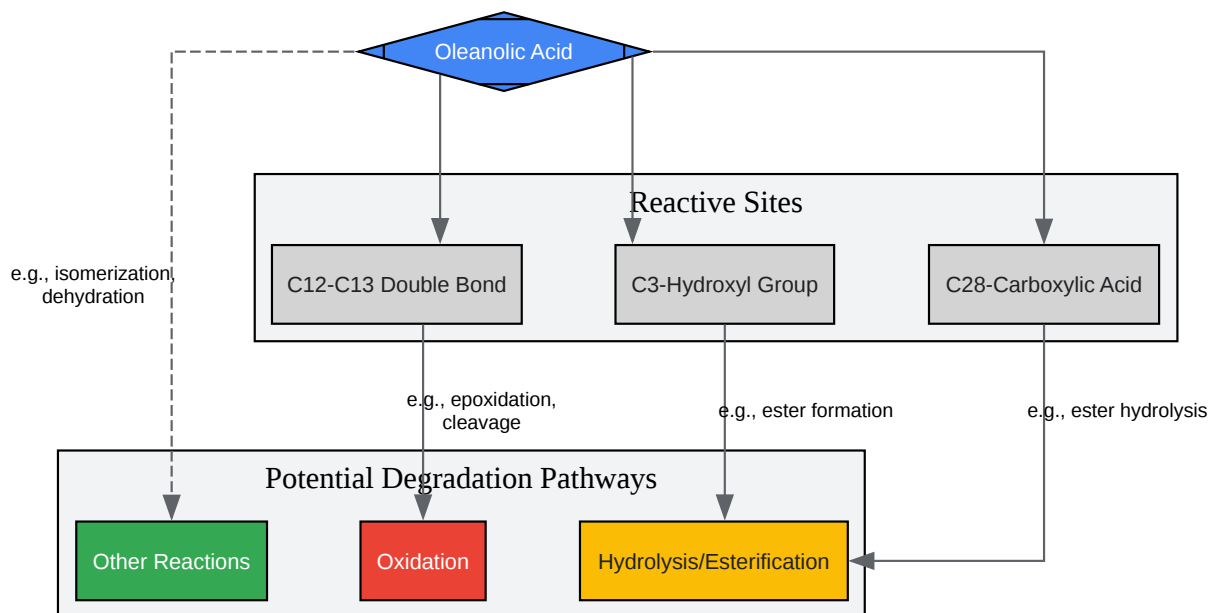 Oleanolic Acid
Reactive Sites
C12-C13 Double Bond
C3-Hydroxyl Group
C28-Carboxylic Acid
e.g., isomerization,
dehydration
e.g., epoxidation,
cleavage
e.g., ester formation
e.g., ester hydrolysis
Potential Degradation Pathways
Other Reactions
Oxidation
Hydrolysis/Esterification